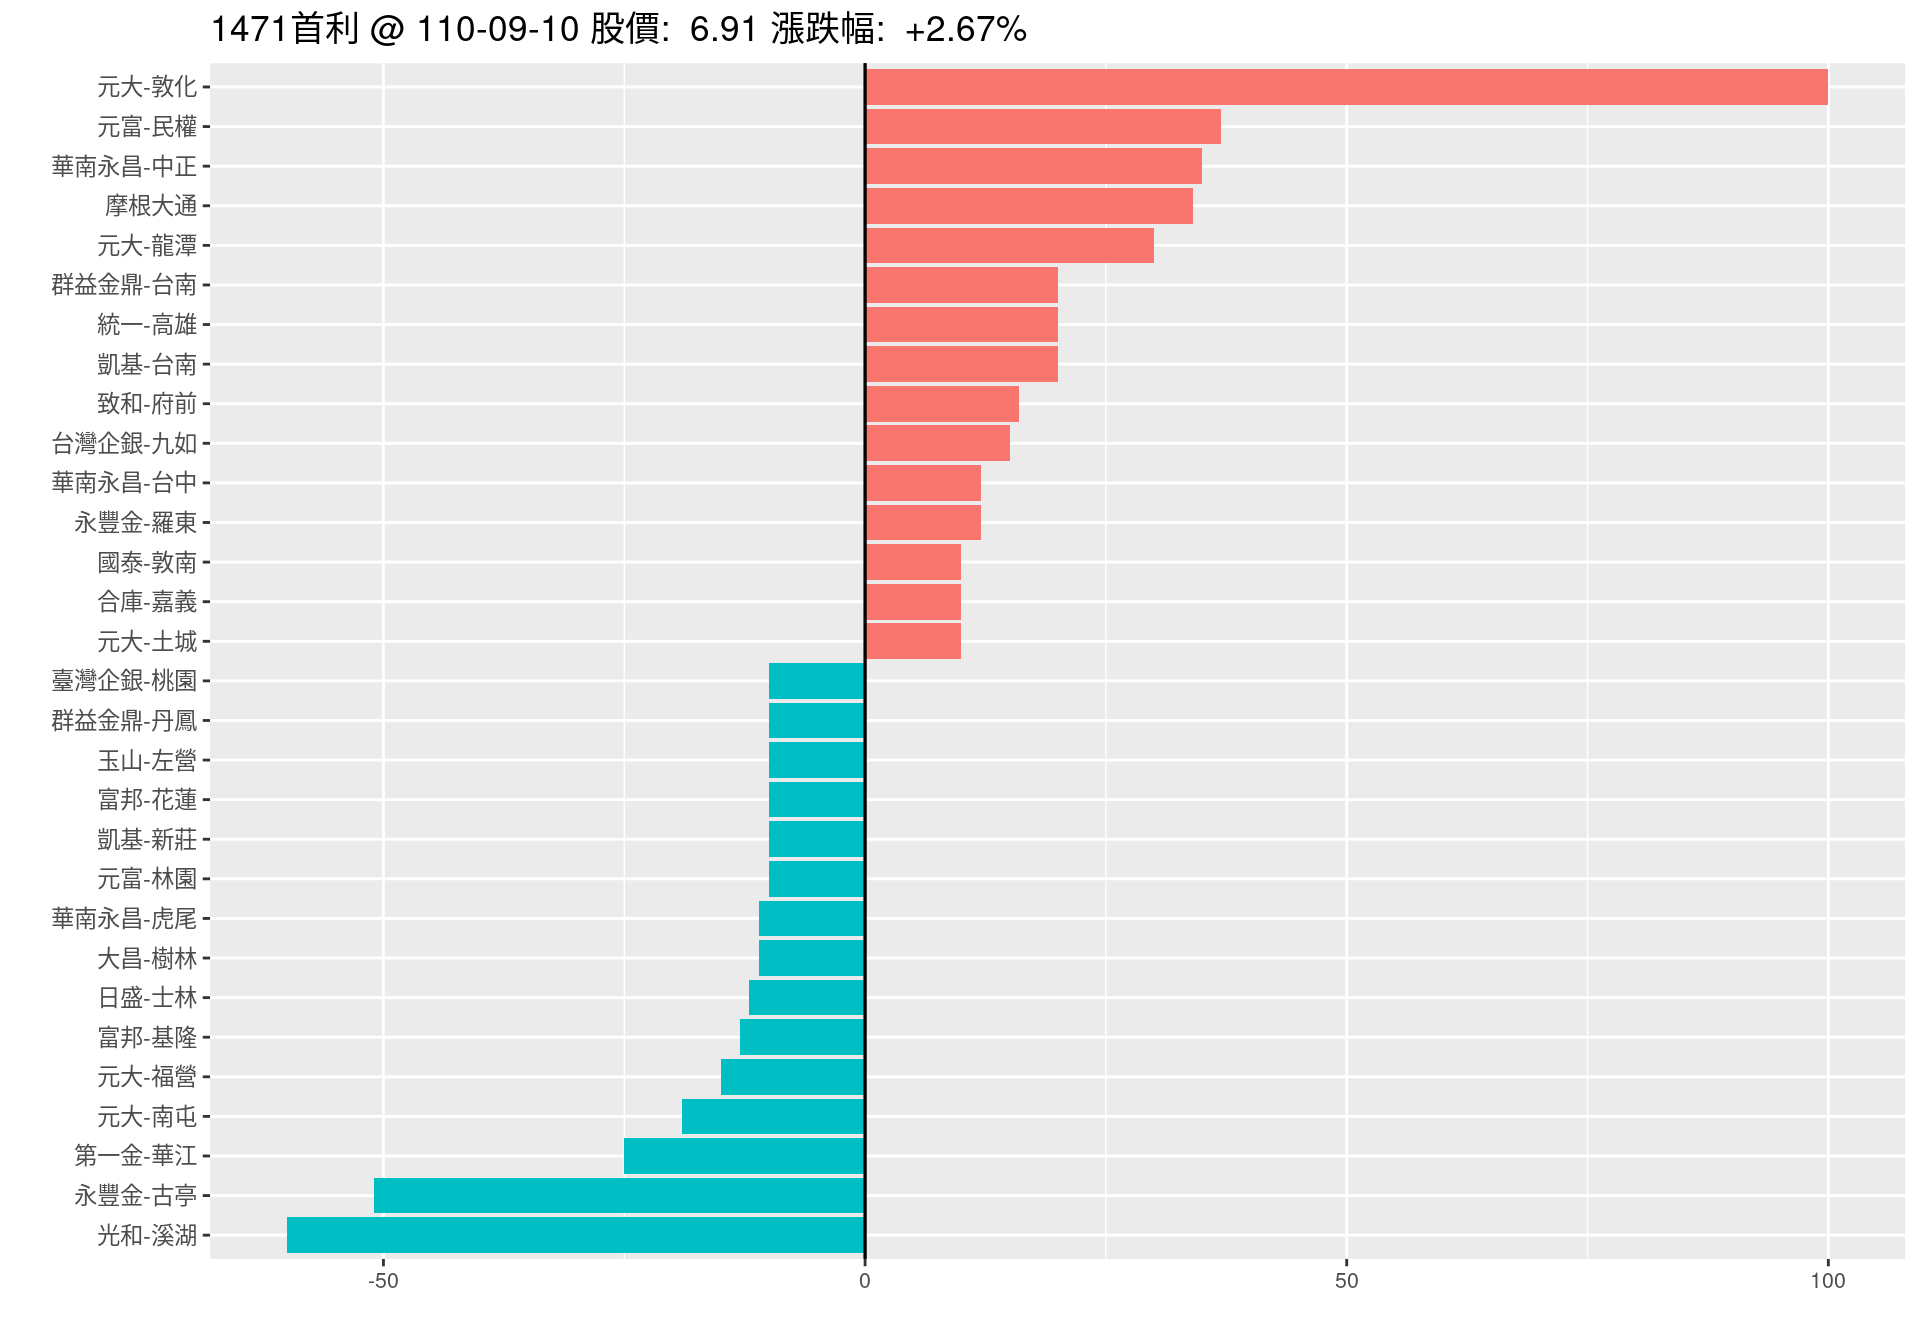 1471首利 @ 110-09-10 股價:  6.91 漲跌幅:  +2.67%
元大-敦化
元富-民權
華南永昌-中正
摩根大通
元大-龍潭
群益金鼎-台南
統一-高雄
凱基-台南
致和-府前
台灣企銀-九如
華南永昌-台中
永豐金-羅東
國泰-敦南
合庫-嘉義
元大-土城
臺灣企銀-桃園
群益金鼎-丹鳳
玉山-左營
富邦-花蓮
凱基-新莊
元富-林園
華南永昌-虎尾
大昌-樹林
日盛-士林
富邦-基隆
元大-福營
元大-南屯
第一金-華江
永豐金-古亭
光和-溪湖
-50 0 50 100